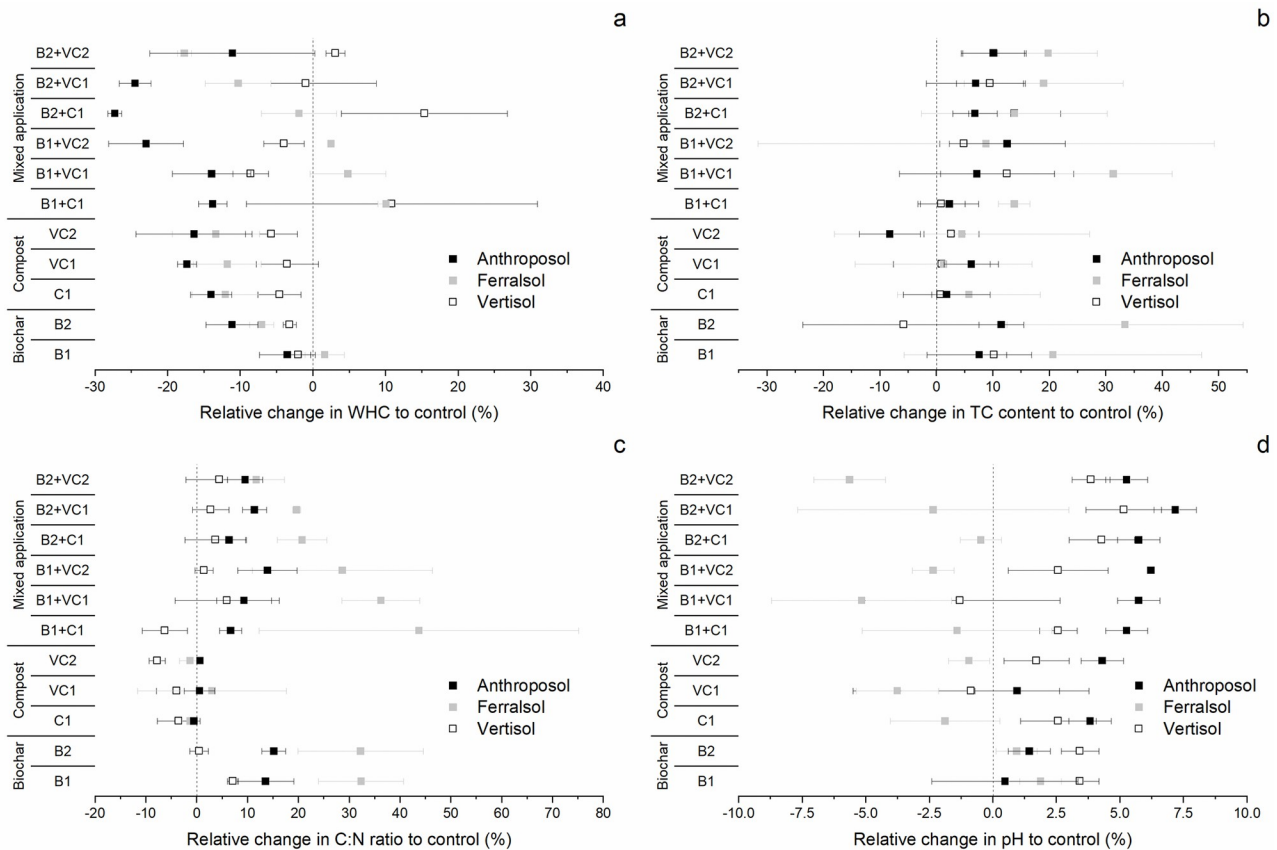 a
B2+VC2
B2+VC1
B2+C1
B1+VC2
B1+VC1
B1+C1
VC2
VC1
C1
B2
B1
Mixed application
Compost
Biochar
Anthroposol
Ferralsol
Vertisol
-30 -20 -10 0 10 20 30 40
Relative change in WHC to control (%)
b
B2+VC2
B2+VC1
B2+C1
B1+VC2
B1+VC1
B1+C1
VC2
VC1
C1
B2
B1
Mixed application
Compost
Biochar
Anthroposol
Ferralsol
Vertisol
-30 -20 -10 0 10 20 30 40 50
Relative change in TC content to control (%)
c
B2+VC2
B2+VC1
B2+C1
B1+VC2
B1+VC1
B1+C1
VC2
VC1
C1
B2
B1
Mixed application
Compost
Biochar
Anthroposol
Ferralsol
Vertisol
-20 -10 0 10 20 30 40 50 60 70 80
Relative change in C:N ratio to control (%)
d
B2+VC2
B2+VC1
B2+C1
B1+VC2
B1+VC1
B1+C1
VC2
VC1
C1
B2
B1
Mixed application
Compost
Biochar
Anthroposol
Ferralsol
Vertisol
-10.0 -7.5 -5.0 -2.5 0.0 2.5 5.0 7.5 10.0
Relative change in pH to control (%)